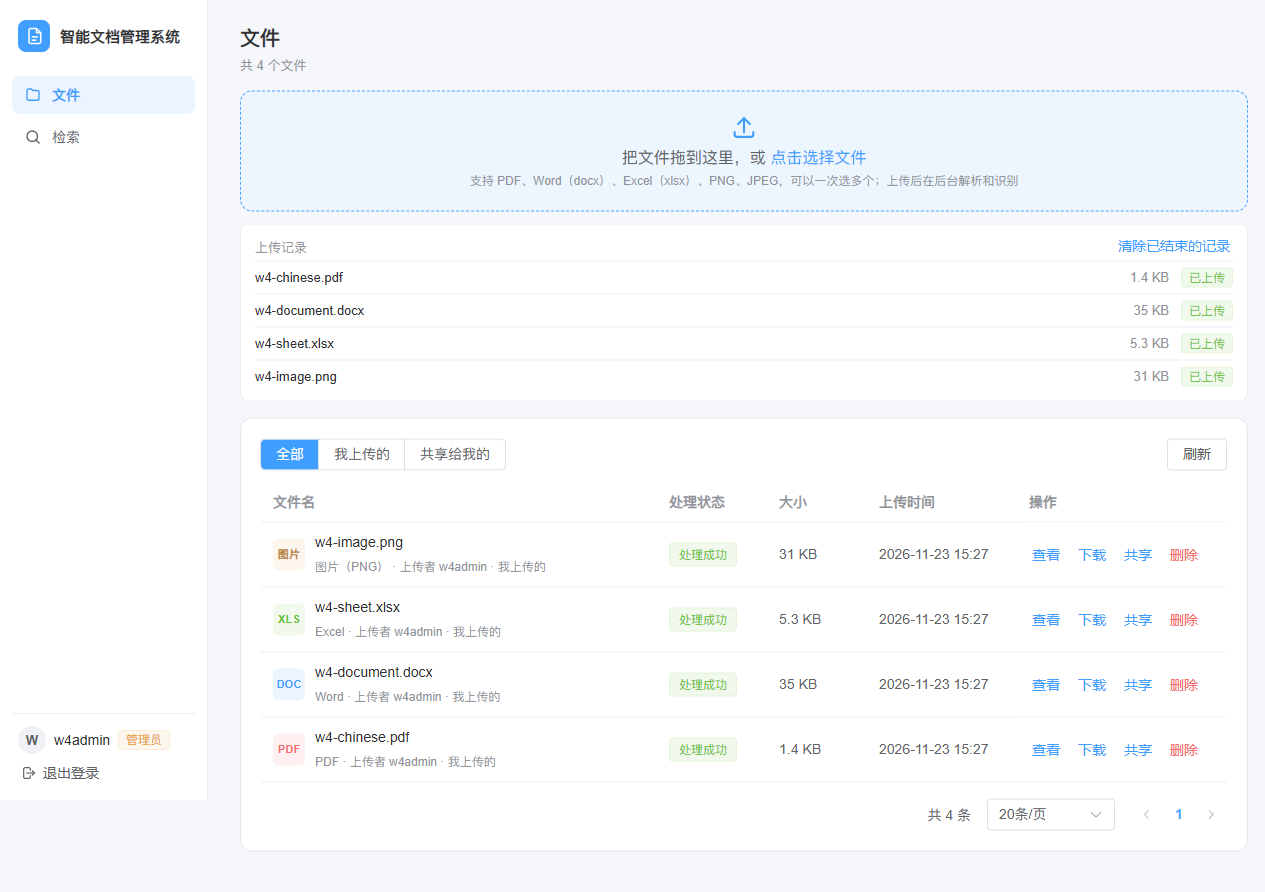 智能文档管理系统
文件
检索
文件
共 4 个文件
把文件拖到这里，或 点击选择文件
支持 PDF、Word（docx）、Excel（xlsx）、PNG、JPEG，可以一次选多个；上传后在后台解析和识别
上传记录 清除已结束的记录
w4-chinese.pdf 1.4 KB 已上传
w4-document.docx 35 KB 已上传
w4-sheet.xlsx 5.3 KB 已上传
w4-image.png 31 KB 已上传
全部 我上传的 共享给我的 刷新
文件名 处理状态 大小 上传时间 操作
图片 w4-image.png 处理成功 31 KB 2026-11-23 15:27 查看 下载 共享 删除
图片（PNG） · 上传者 w4admin · 我上传的
XLS w4-sheet.xlsx 处理成功 5.3 KB 2026-11-23 15:27 查看 下载 共享 删除
Excel · 上传者 w4admin · 我上传的
DOC w4-document.docx 处理成功 35 KB 2026-11-23 15:27 查看 下载 共享 删除
Word · 上传者 w4admin · 我上传的
PDF w4-chinese.pdf 处理成功 1.4 KB 2026-11-23 15:27 查看 下载 共享 删除
PDF · 上传者 w4admin · 我上传的
共 4 条 20条/页 1
W w4admin 管理员
退出登录